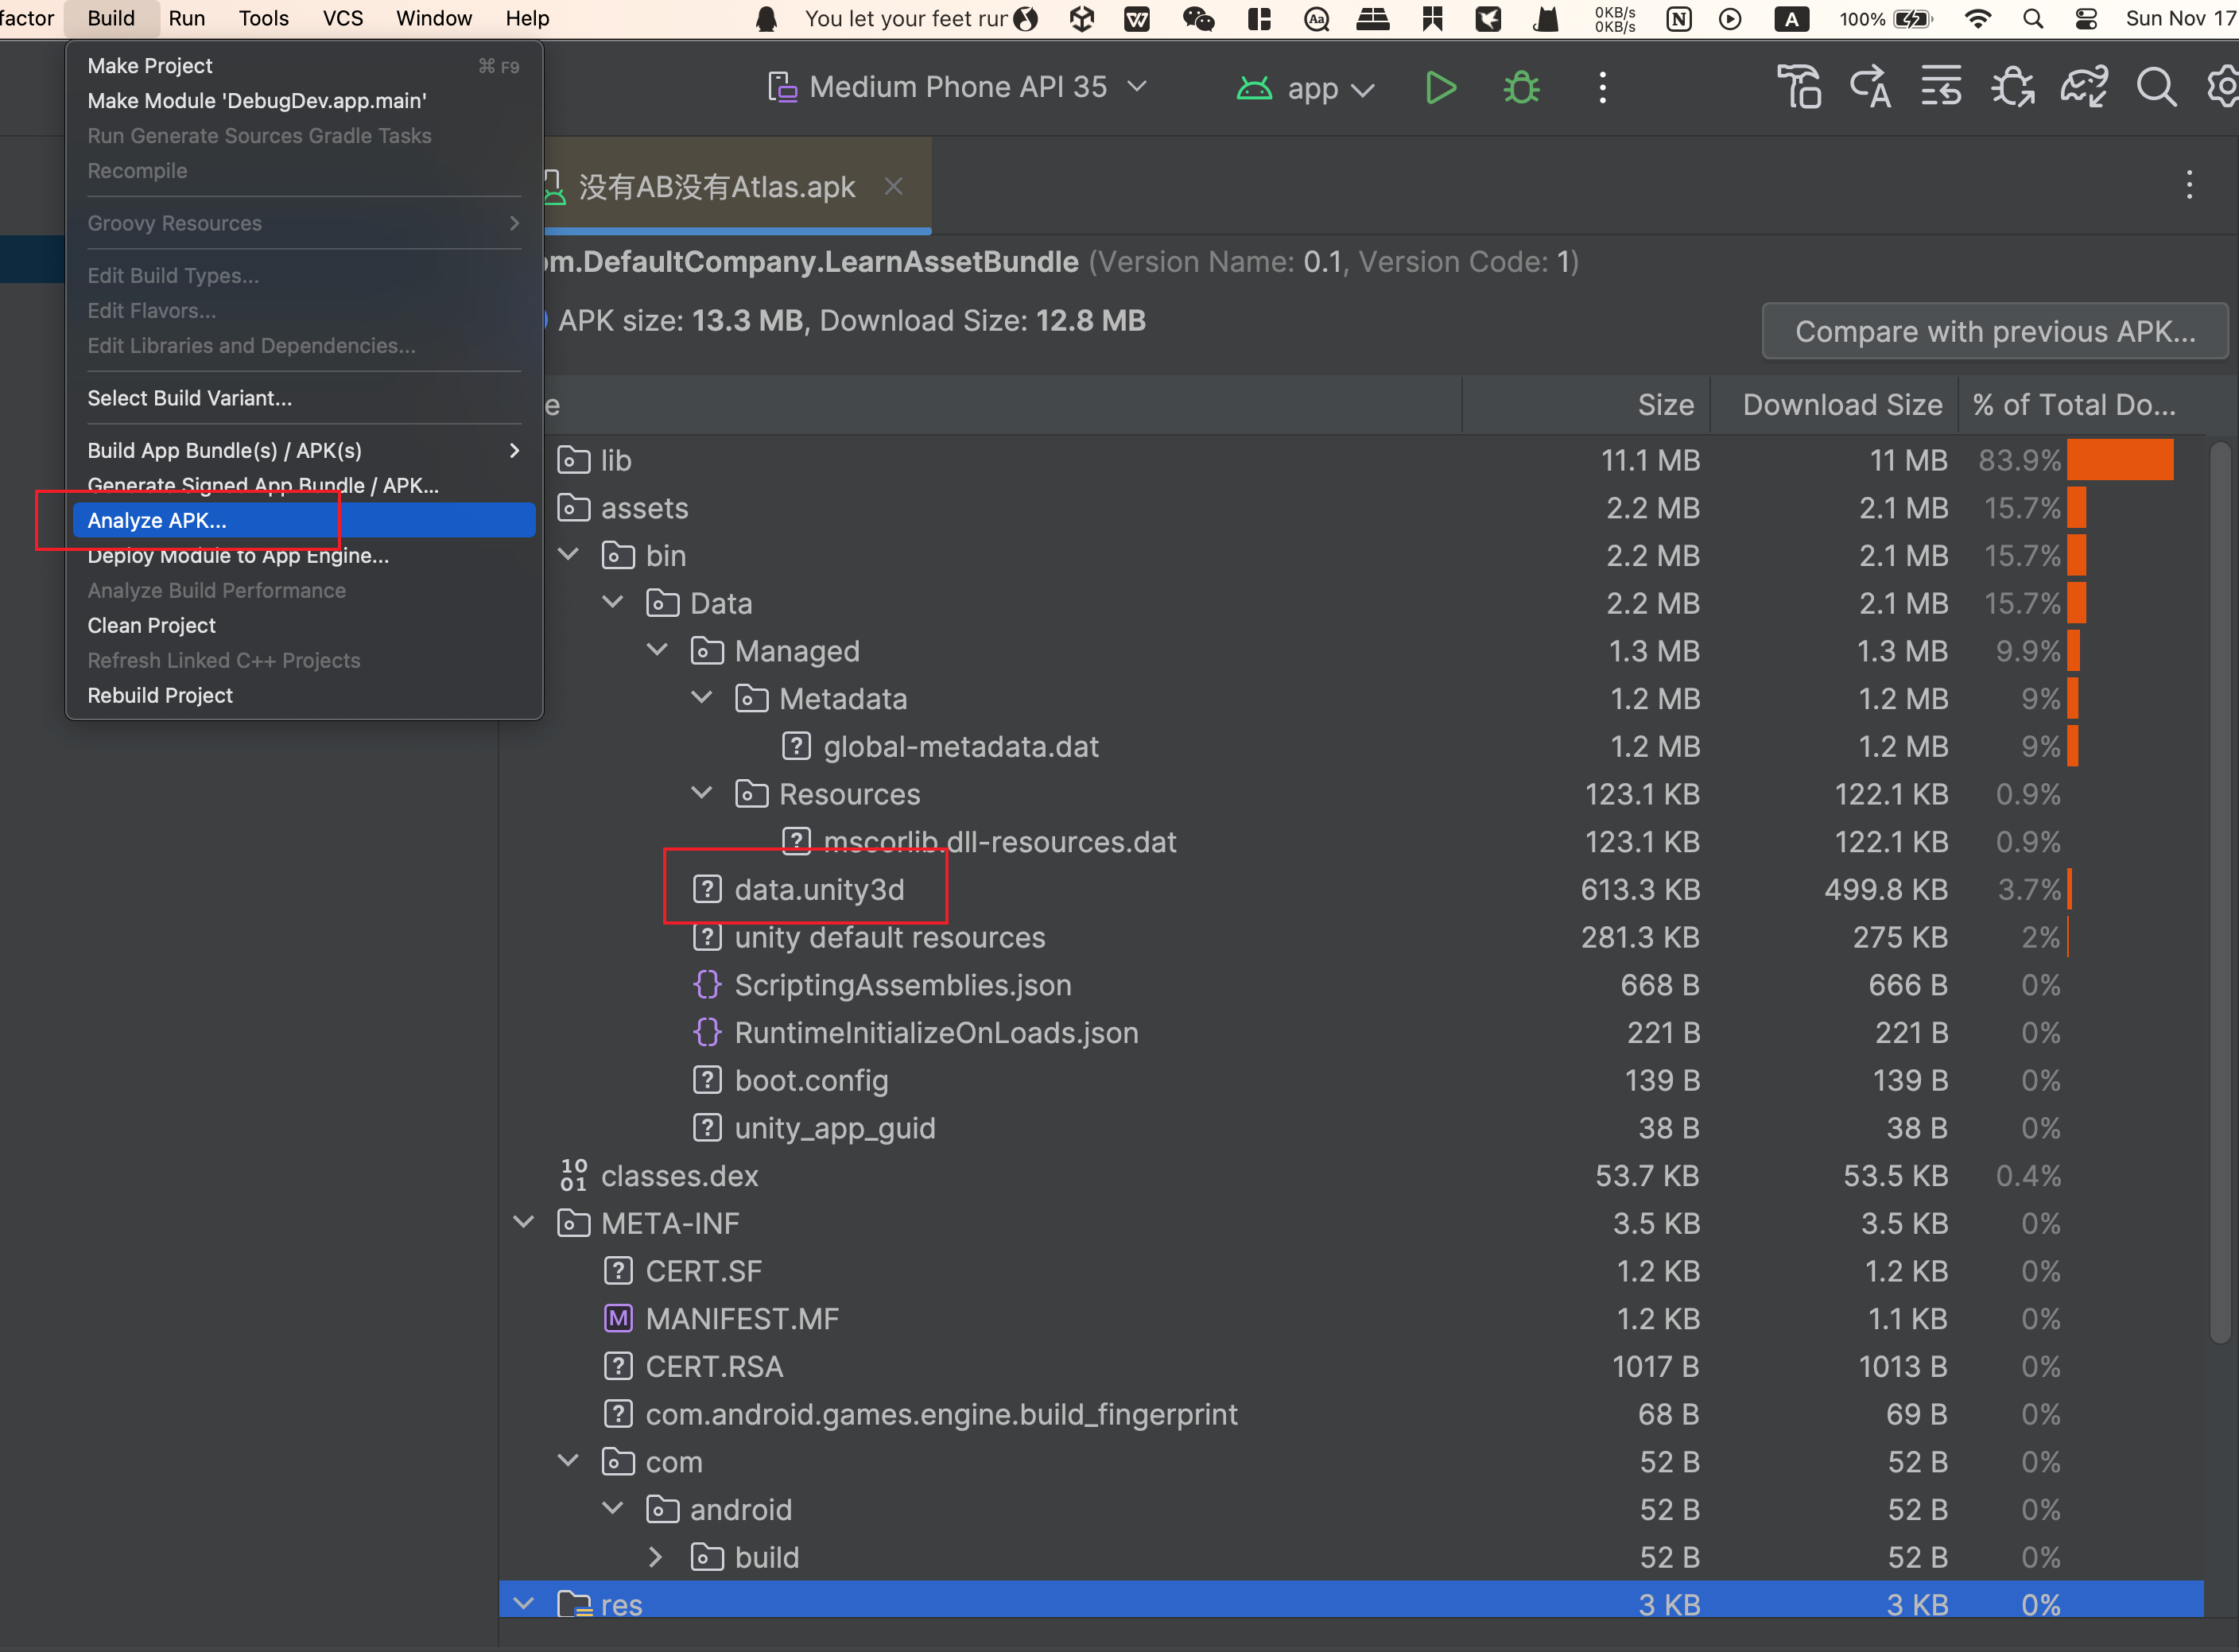 factor Build Run Tools VCS Window Help You let your feet run 0KB/s 0KB/s A 100% Sun Nov 17
Make Project ⌘ F9
Make Module 'DebugDev.app.main'
Run Generate Sources Gradle Tasks
Recompile
Groovy Resources
Edit Build Types...
Edit Flavors...
Edit Libraries and Dependencies...
Select Build Variant...
Build App Bundle(s) / APK(s)
Generate Signed App Bundle / APK...
Analyze APK...
Deploy Module to App Engine...
Analyze Build Performance
Clean Project
Refresh Linked C++ Projects
Rebuild Project
Medium Phone API 35 app
没有AB没有Atlas.apk
om.DefaultCompany.LearnAssetBundle (Version Name: 0.1, Version Code: 1)
APK size: 13.3 MB, Download Size: 12.8 MB
Compare with previous APK...
e Size Download Size % of Total Do...
lib 11.1 MB 11 MB 83.9%
assets 2.2 MB 2.1 MB 15.7%
bin 2.2 MB 2.1 MB 15.7%
Data 2.2 MB 2.1 MB 15.7%
Managed 1.3 MB 1.3 MB 9.9%
Metadata 1.2 MB 1.2 MB 9%
global-metadata.dat 1.2 MB 1.2 MB 9%
Resources 123.1 KB 122.1 KB 0.9%
mscorlib.dll-resources.dat 123.1 KB 122.1 KB 0.9%
data.unity3d 613.3 KB 499.8 KB 3.7%
unity default resources 281.3 KB 275 KB 2%
ScriptingAssemblies.json 668 B 666 B 0%
RuntimeInitializeOnLoads.json 221 B 221 B 0%
boot.config 139 B 139 B 0%
unity_app_guid 38 B 38 B 0%
classes.dex 53.7 KB 53.5 KB 0.4%
META-INF 3.5 KB 3.5 KB 0%
CERT.SF 1.2 KB 1.2 KB 0%
MANIFEST.MF 1.2 KB 1.1 KB 0%
CERT.RSA 1017 B 1013 B 0%
com.android.games.engine.build_fingerprint 68 B 69 B 0%
com 52 B 52 B 0%
android 52 B 52 B 0%
build 52 B 52 B 0%
res 3 KB 3 KB 0%